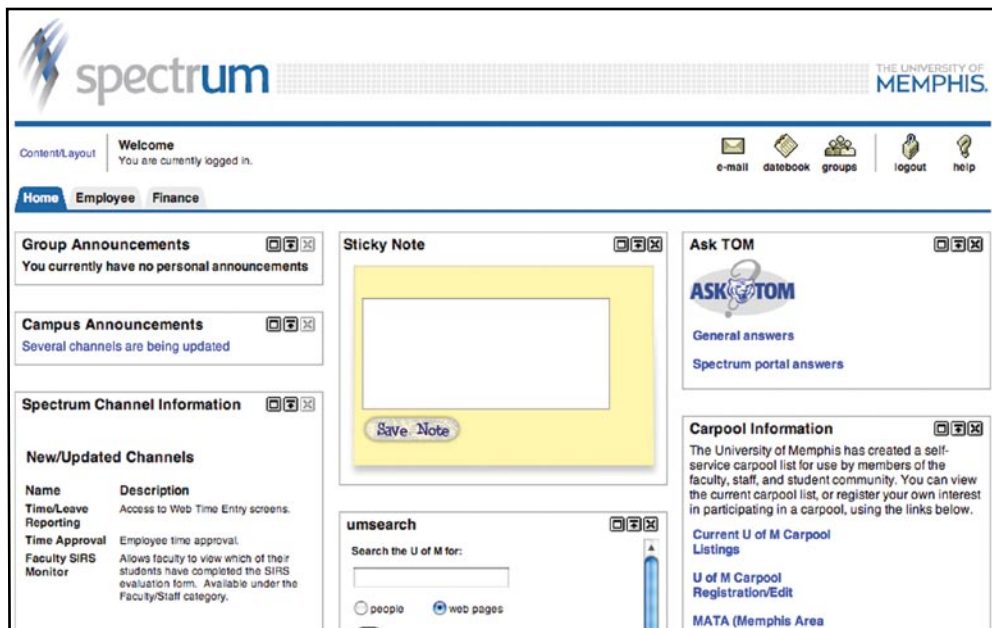 spectrum
THE UNIVERSITY OF
MEMPHIS.
Content/Layout
Welcome
You are currently logged in.
e-mail
datebook
groups
logout
help
Home
Employee
Finance
Group Announcements
You currently have no personal announcements
Campus Announcements
Several channels are being updated
Spectrum Channel Information
New/Updated Channels
Name Description
Time/Leave
Reporting
Access to Web Time Entry screens.
Time Approval Employee time approval.
Faculty SIRS
Monitor
Allows faculty to view which of their
students have completed the SIRS
evaluation form. Available under the
Faculty/Staff category.
Sticky Note
Save Note
umsearch
Search the U of M for:
people
web pages
Ask TOM
ASK TOM
General answers
Spectrum portal answers
Carpool Information
The University of Memphis has created a self-
service carpool list for use by members of the
faculty, staff, and student community. You can view
the current carpool list, or register your own interest
in participating in a carpool, using the links below.
Current U of M Carpool
Listings
U of M Carpool
Registration/Edit
MATA (Memphis Area